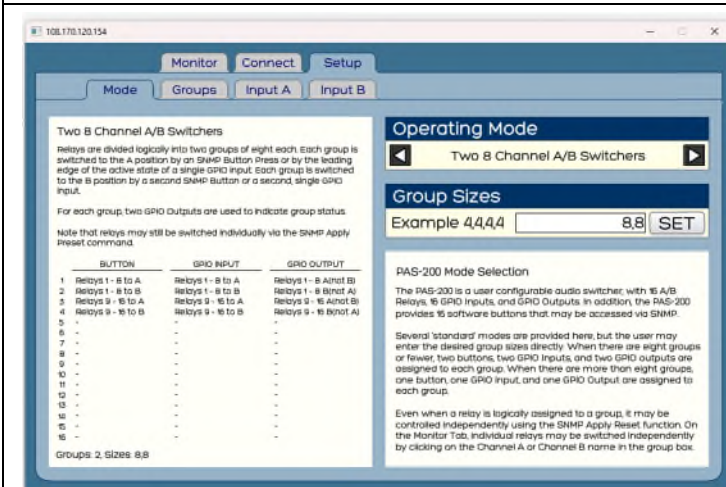 108.170.120.154
Monitor Connect Setup
Mode Groups Input A Input B
Two 8 Channel A/B Switchers
Relays are divided logically into two groups of eight each. Each group is
switched to the A position by an SNMP Button Press or by the leading
edge of the active state of a single GPIO input. Each group is switched
to the B position by a second SNMP Button or a second, single GPIO
input.
For each group, two GPIO Outputs are used to indicate group status.
Note that relays may still be switched individually via the SNMP Apply
Preset command.
BUTTON GPIO INPUT GPIO OUTPUT
1 Relays 1 - 8 to A Relays 1 - 8 to A Relays 1 - 8 A(not B)
2 Relays 1 - 8 to B Relays 1 - 8 to B Relays 1 - 8 B(not A)
3 Relays 9 - 16 to A Relays 9 - 16 to A Relays 9 - 16 A(not B)
4 Relays 9 - 16 to B Relays 9 - 16 to B Relays 9 - 16 B(not A)
5 - - -
6 - - -
7 - - -
8 - - -
9 - - -
10 - - -
11 - - -
12 - - -
13 - - -
14 - - -
15 - - -
16 - - -
Groups: 2, Sizes: 8,8
Operating Mode
Two 8 Channel A/B Switchers
Group Sizes
Example 4,4,4,4 8,8 SET
PAS-200 Mode Selection
The PAS-200 is a user configurable audio switcher, with 16 A/B
Relays, 16 GPIO Inputs, and GPIO Outputs. In addition, the PAS-200
provides 16 software buttons that may be accessed via SNMP.
Several 'standard' modes are provided here, but the user may
enter the desired group sizes directly. When there are eight groups
or fewer, two buttons, two GPIO Inputs, and two GPIO outputs are
assigned to each group. When there are more than eight groups,
one button, one GPIO Input, and one GPIO Output are assigned to
each group.
Even when a relay is logically assigned to a group, it may be
controlled independently using the SNMP Apply Reset function. On
the Monitor Tab, individual relays may be switched independently
by clicking on the Channel A or Channel B name in the group box.